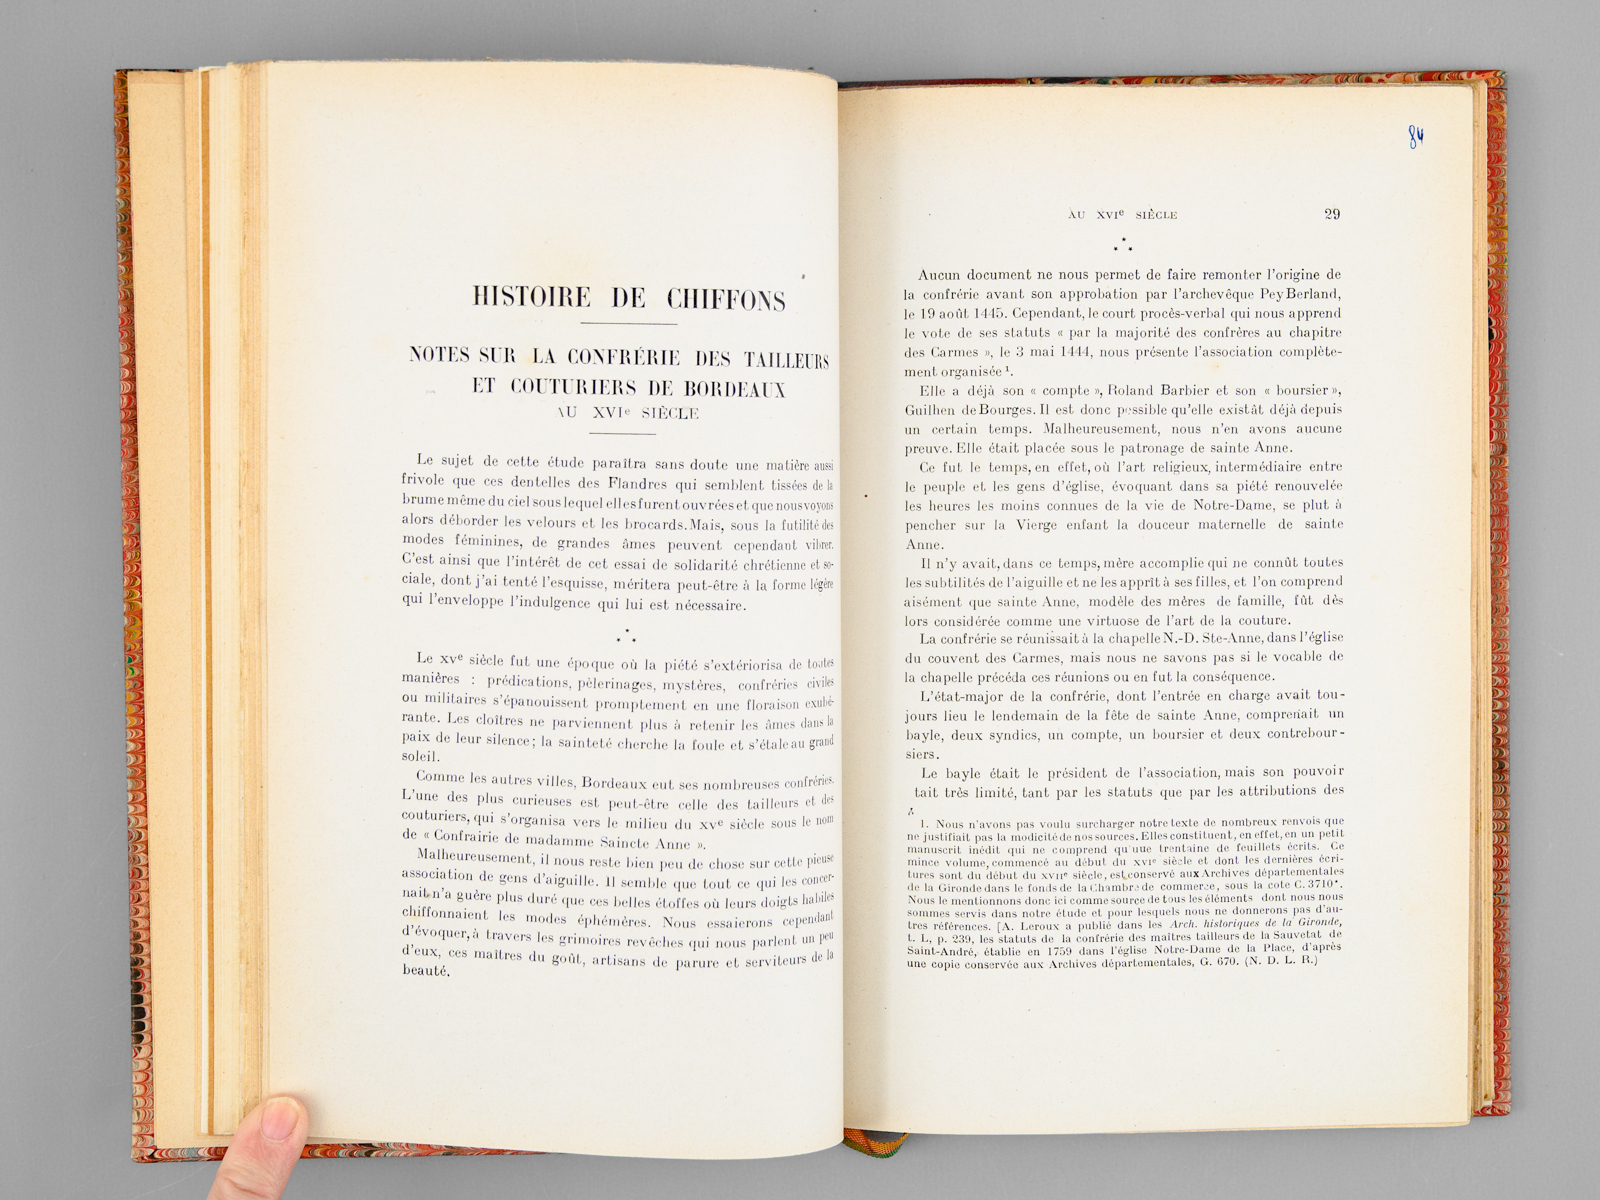 HISTOIRE DE CHIFFONS
NOTES SUR LA CONFRÉRIE DES TAILLEURS
ET COUTURIERS DE BORDEAUX
AU XVIe SIÈCLE
Le sujet de cette étude paraîtra sans doute une matière aussi
frivole que ces dentelles des Flandres qui semblent tissées de la
brume même du ciel sous lequel elles furent ouvrées et que nous voyons
alors déborder les velours et les brocards. Mais, sous la futilité des
modes féminines, de grandes âmes peuvent cependant vibrer.
C'est ainsi que l'intérêt de cet essai de solidarité chrétienne et so-
ciale, dont j'ai tenté l'esquisse, méritera peut-être à la forme légère
qui l'enveloppe l'indulgence qui lui est nécessaire.
Le XVe siècle fut une époque où la piété s'extériorisa de toutes
manières : prédications, pèlerinages, mystères, confréries civiles
ou militaires s'épanouissent promptement en une floraison exubé-
rante. Les cloîtres ne parviennent plus à retenir les âmes dans la
paix de leur silence; la sainteté cherche la foule et s'étale au grand
soleil.
Comme les autres villes, Bordeaux eut ses nombreuses confréries.
L'une des plus curieuses est peut-être celle des tailleurs et des
couturiers, qui s'organisa vers le milieu du XVe siècle sous le nom
de « Confrairie de madamme Saincte Anne ».
Malheureusement, il nous reste bien peu de chose sur cette pieuse
association de gens d'aiguille. Il semble que tout ce qui les concer-
nait n'a guère plus duré que ces belles étoffes où leurs doigts habiles
chiffonnaient les modes éphémères. Nous essaierons cependant
d'évoquer, à travers les grimoires revêches qui nous parlent un peu
d'eux, ces maîtres du goût, artisans de parure et serviteurs de la
beauté.
84
AU XVIe SIÈCLE 29
Aucun document ne nous permet de faire remonter l'origine de
la confrérie avant son approbation par l'archevêque Pey Berland,
le 19 août 1445. Cependant, le court procès-verbal qui nous apprend
le vote de ses statuts « par la majorité des confrères au chapitre
des Carmes », le 3 mai 1444, nous présente l'association complète-
ment organisée 1.
Elle a déjà son « compte », Roland Barbier et son « boursier »,
Guilhen de Bourges. Il est donc possible qu'elle existât déjà depuis
un certain temps. Malheureusement, nous n'en avons aucune
preuve. Elle était placée sous le patronage de sainte Anne.
Ce fut le temps, en effet, où l'art religieux, intermédiaire entre
le peuple et les gens d'église, évoquant dans sa piété renouvelée
les heures les moins connues de la vie de Notre-Dame, se plut à
pencher sur la Vierge enfant la douceur maternelle de sainte
Anne.
Il n'y avait, dans ce temps, mère accomplie qui ne connût toutes
les subtilités de l'aiguille et ne les apprît à ses filles, et l'on comprend
aisément que sainte Anne, modèle des mères de famille, fût dès
lors considérée comme une virtuose de l'art de la couture.
La confrérie se réunissait à la chapelle N.-D. Ste-Anne, dans l'église
du couvent des Carmes, mais nous ne savons pas si le vocable de
la chapelle précéda ces réunions ou en fut la conséquence.
L'état-major de la confrérie, dont l'entrée en charge avait tou-
jours lieu le lendemain de la fête de sainte Anne, comprenait un
bayle, deux syndics, un compte, un boursier et deux contrebour-
siers.
Le bayle était le président de l'association, mais son pouvoir
tait très limité, tant par les statuts que par les attributions des
1. Nous n'avons pas voulu surcharger notre texte de nombreux renvois que
ne justifiait pas la modicité de nos sources. Elles constituent, en effet, en un petit
manuscrit inédit qui ne comprend qu'une trentaine de feuillets écrits. Ce
mince volume, commencé au début du XVIe siècle et dont les dernières écri-
tures sont du début du XVIIe siècle, est conservé aux Archives départementales
de la Gironde dans le fonds de la Chambre de commerce, sous la cote C. 3710*.
Nous le mentionnons donc ici comme source de tous les éléments dont nous nous
sommes servis dans notre étude et pour lesquels nous ne donnerons pas d'au-
tres références. [A. Leroux a publié dans les Arch. historiques de la Gironde,
t. L, p. 239, les statuts de la confrérie des maîtres tailleurs de la Sauvetat de
Saint-André, établie en 1759 dans l'église Notre-Dame de la Place, d'après
une copie conservée aux Archives départementales, G. 670. (N. D. L. R.)